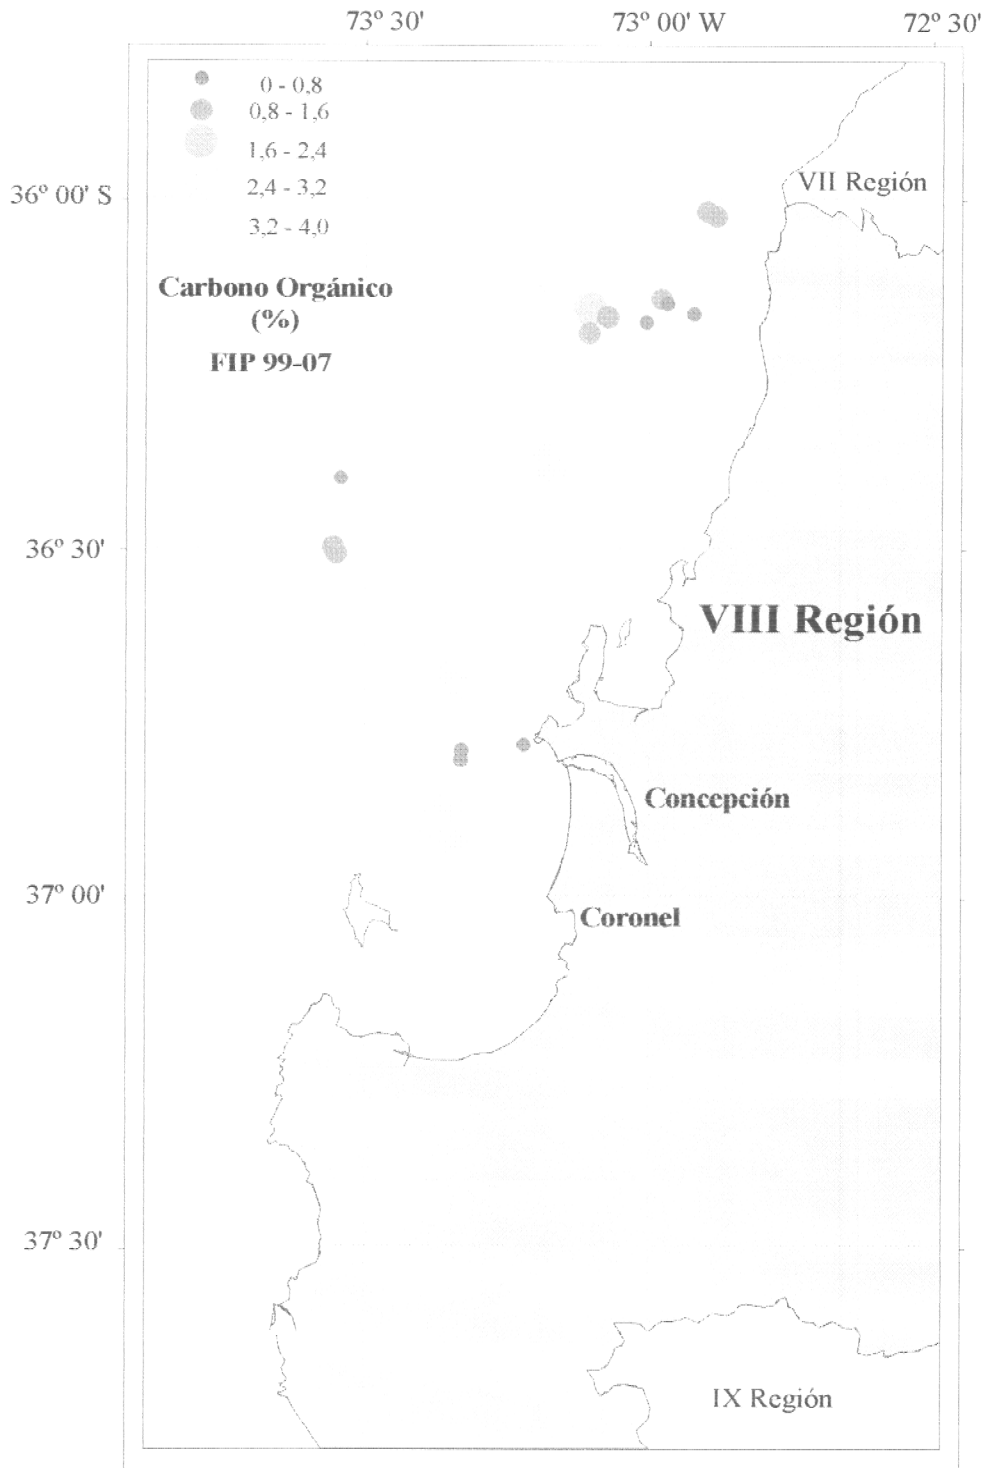 73º 30'
73º 00' W
72º 30'
0 - 0,8
0,8 - 1,6
1,6 - 2,4
2,4 - 3,2
3,2 - 4,0
36º 00' S
VII Región
Carbono Orgánico
(%)
FIP 99-07
36º 30'
VIII Región
Concepción
37º 00'
Coronel
37º 30'
IX Región